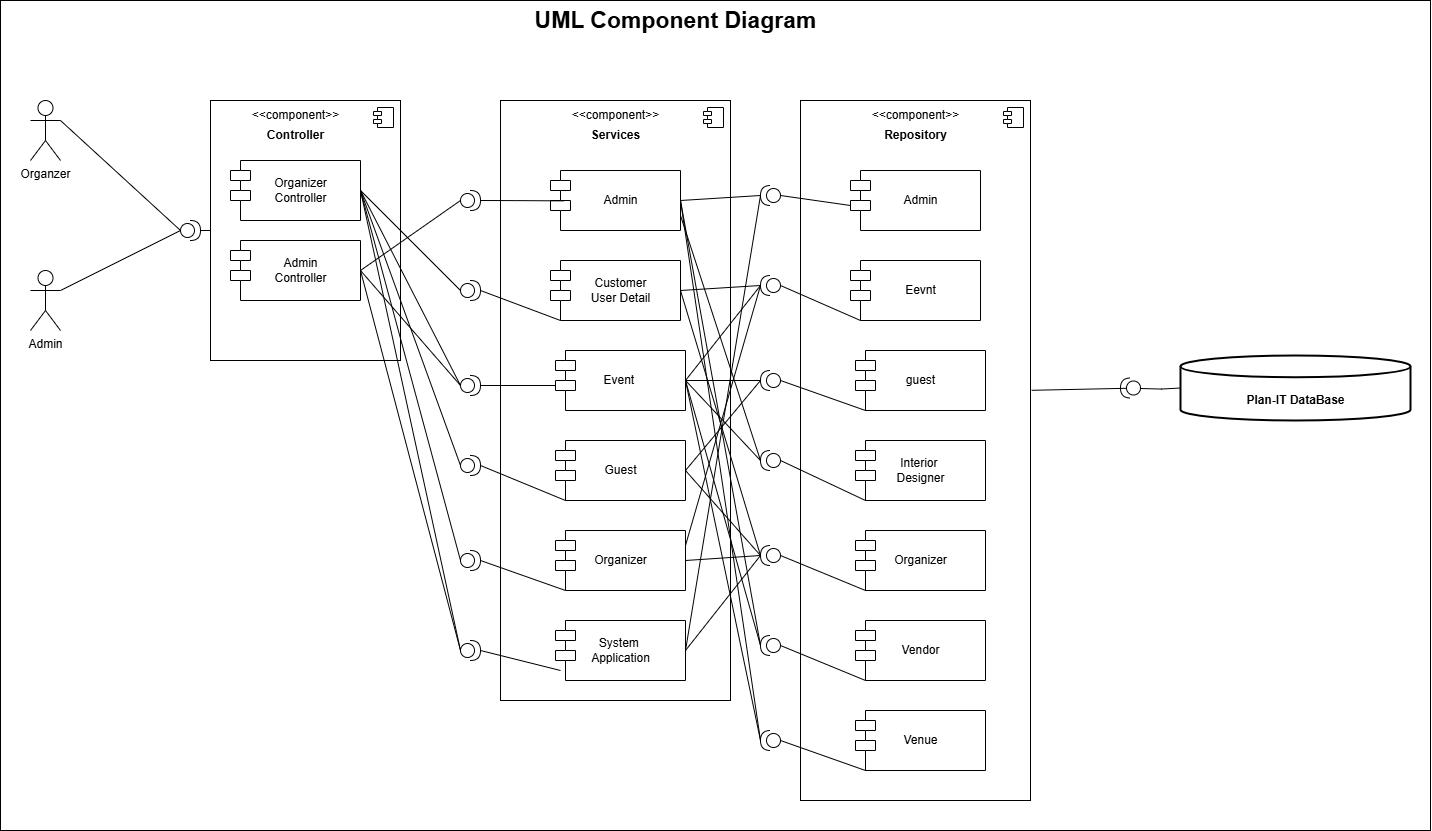 UML Component Diagram
Organzer
Admin
<<component>>
Controller
Organizer
Controller
Admin
Controller
<<component>>
Services
Admin
Customer
User Detail
Event
Guest
Organizer
System
Application
<<component>>
Repository
Admin
Eevnt
guest
Interior
Designer
Organizer
Vendor
Venue
Plan-IT DataBase